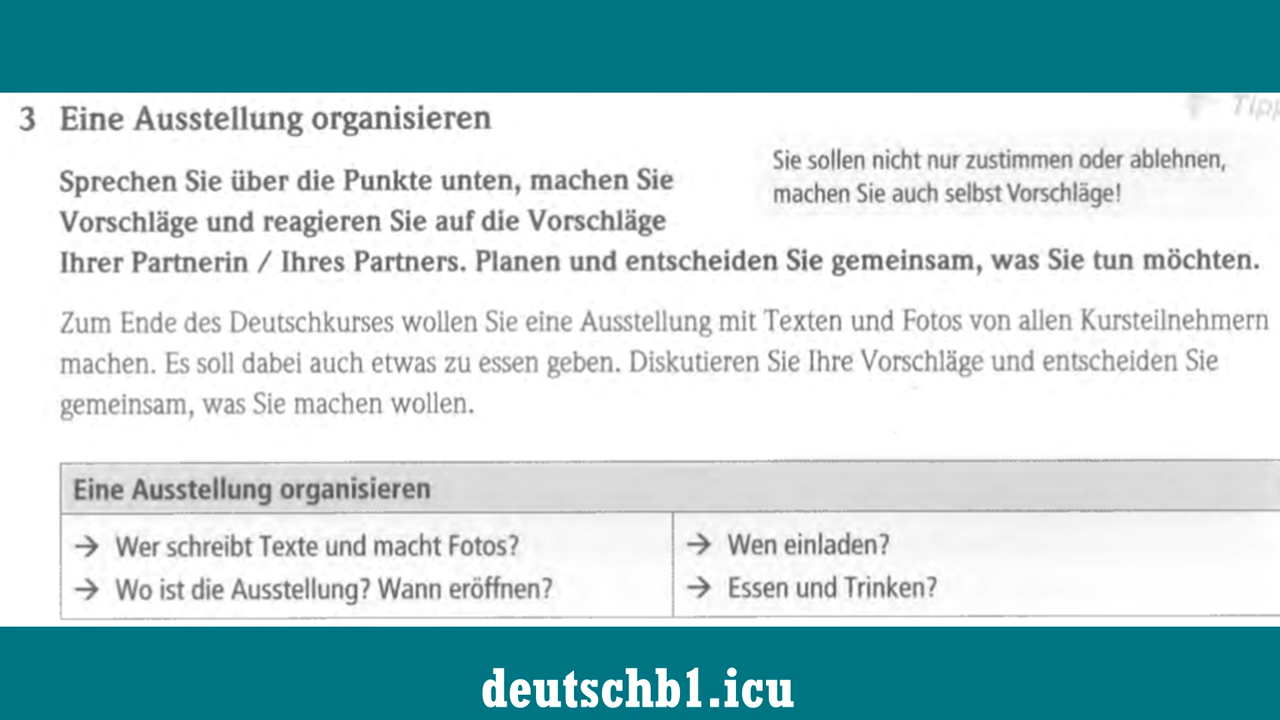 Tipp
3 Eine Ausstellung organisieren
Sie sollen nicht nur zustimmen oder ablehnen,
machen Sie auch selbst Vorschläge!
Sprechen Sie über die Punkte unten, machen Sie
Vorschläge und reagieren Sie auf die Vorschläge
Ihrer Partnerin / Ihres Partners. Planen und entscheiden Sie gemeinsam, was Sie tun möchten.
Zum Ende des Deutschkurses wollen Sie eine Ausstellung mit Texten und Fotos von allen Kursteilnehmern
machen. Es soll dabei auch etwas zu essen geben. Diskutieren Sie Ihre Vorschläge und entscheiden Sie
gemeinsam, was Sie machen wollen.
Eine Ausstellung organisieren
→ Wer schreibt Texte und macht Fotos?
→ Wo ist die Ausstellung? Wann eröffnen?
→ Wen einladen?
→ Essen und Trinken?
deutschb1.icu